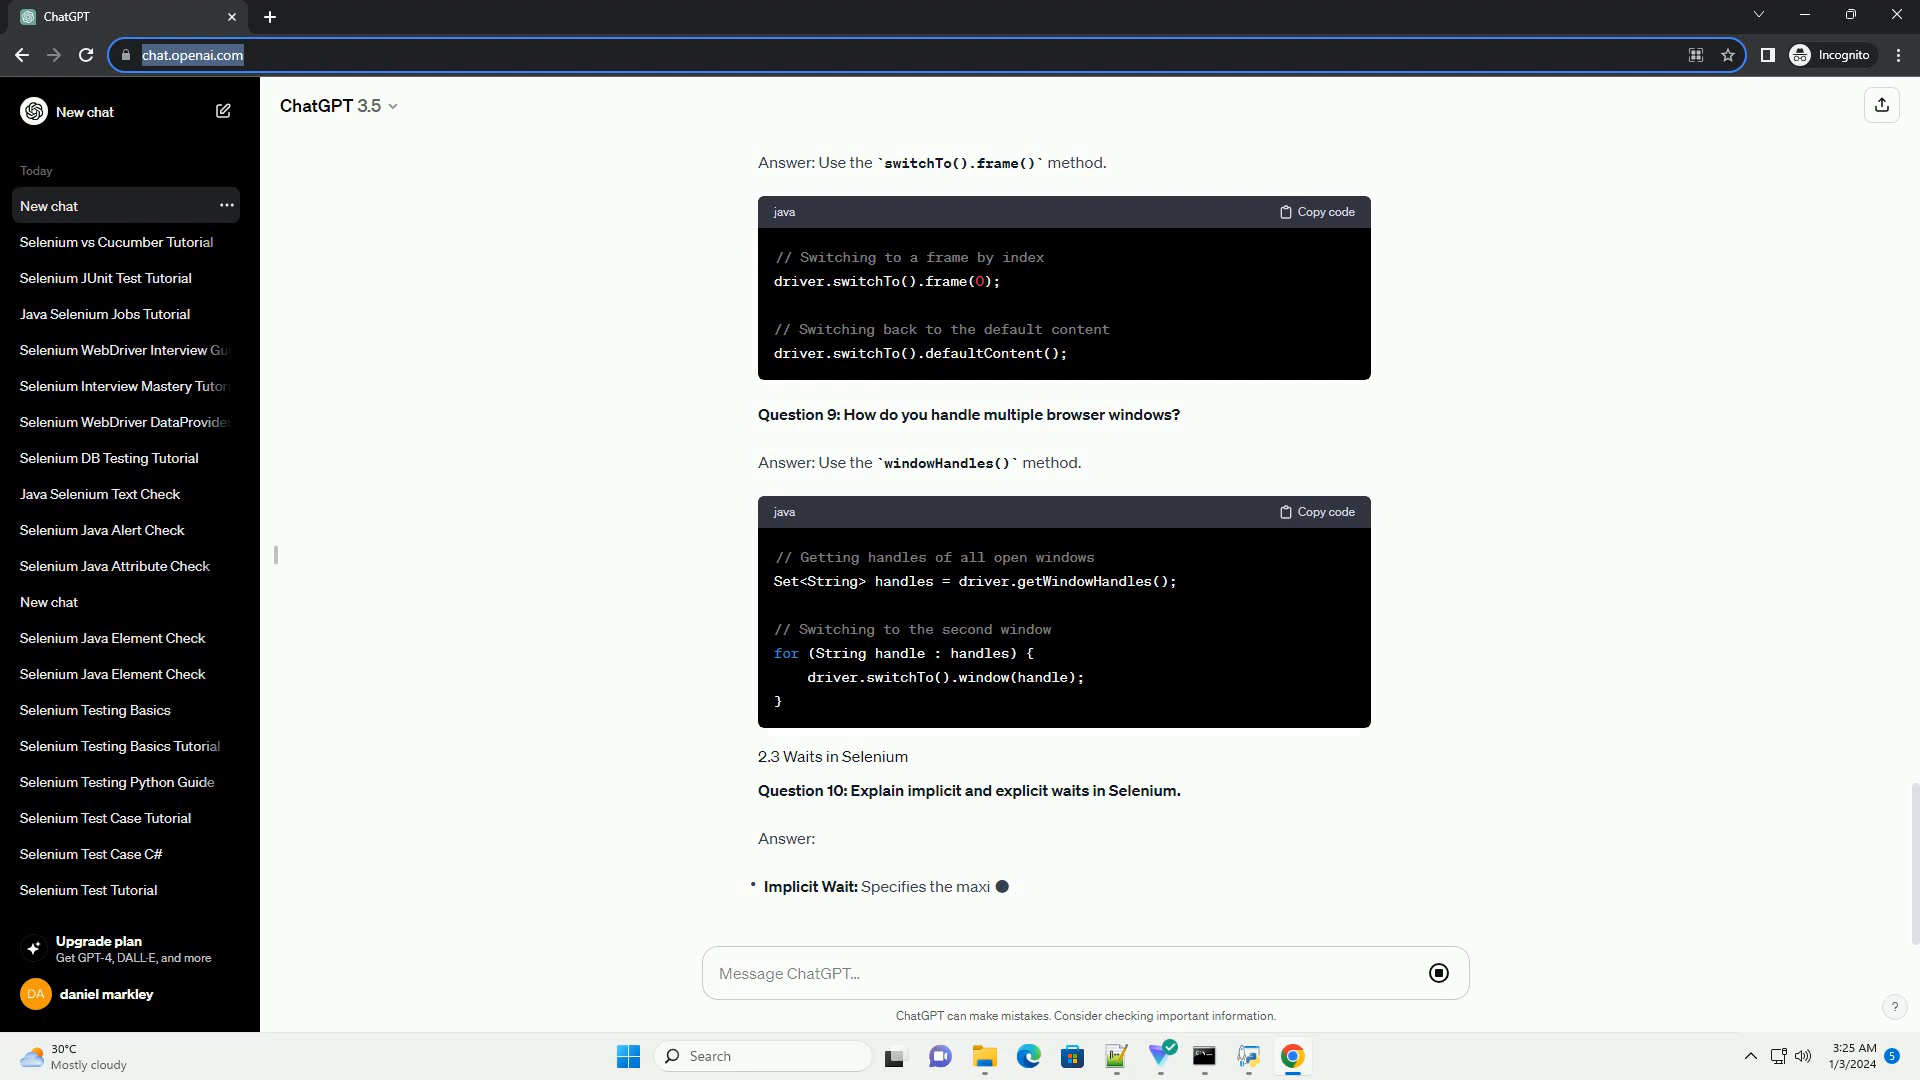 ChatGPT
chat.openai.com
Incognito
New chat
ChatGPT 3.5
Today
New chat
Selenium vs Cucumber Tutorial
Selenium JUnit Test Tutorial
Java Selenium Jobs Tutorial
Selenium WebDriver Interview Gu
Selenium Interview Mastery Tutor
Selenium WebDriver DataProvide
Selenium DB Testing Tutorial
Java Selenium Text Check
Selenium Java Alert Check
Selenium Java Attribute Check
New chat
Selenium Java Element Check
Selenium Java Element Check
Selenium Testing Basics
Selenium Testing Basics Tutorial
Selenium Testing Python Guide
Selenium Test Case Tutorial
Selenium Test Case C#
Selenium Test Tutorial
Upgrade plan
Get GPT-4, DALL·E, and more
DA
daniel markley
Answer: Use the `switchTo().frame()` method.
java
Copy code
// Switching to a frame by index
driver.switchTo().frame(0);
// Switching back to the default content
driver.switchTo().defaultContent();
Question 9: How do you handle multiple browser windows?
Answer: Use the `windowHandles()` method.
java
Copy code
// Getting handles of all open windows
Set<String> handles = driver.getWindowHandles();
// Switching to the second window
for (String handle : handles) {
driver.switchTo().window(handle);
}
2.3 Waits in Selenium
Question 10: Explain implicit and explicit waits in Selenium.
Answer:
• Implicit Wait: Specifies the maxi
Message ChatGPT...
ChatGPT can make mistakes. Consider checking important information.
?
30°C
Mostly cloudy
Search
3:25 AM
1/3/2024
5